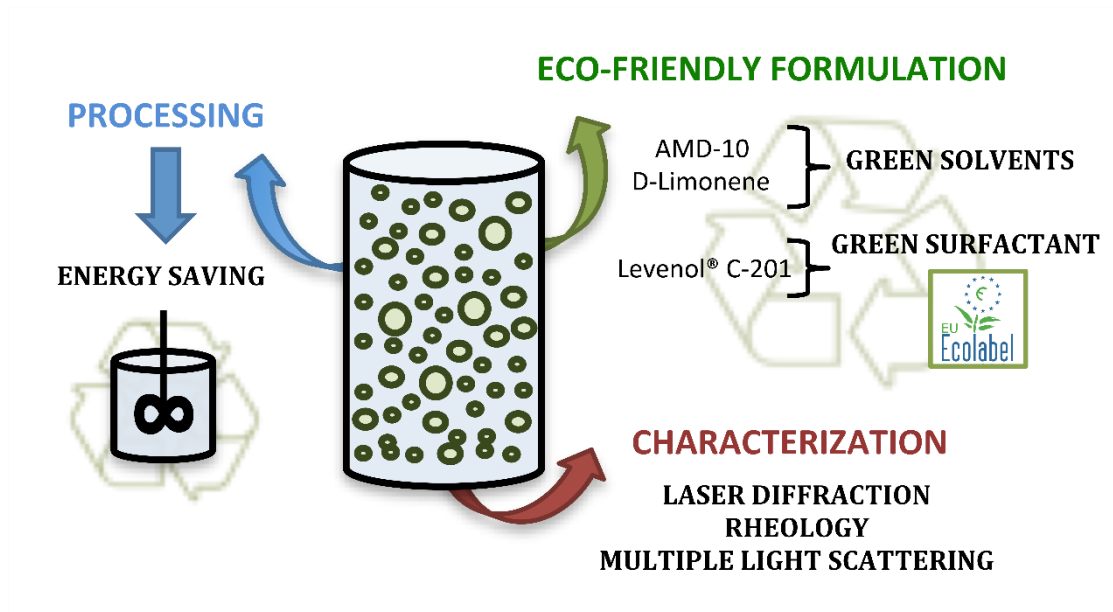 ECO-FRIENDLY FORMULATION
PROCESSING
AMD-10
D-Limonene
GREEN SOLVENTS
Levenol® C-201
GREEN SURFACTANT
ENERGY SAVING
€
EU
Ecolabel
CHARACTERIZATION
LASER DIFFRACTION
RHEOLOGY
MULTIPLE LIGHT SCATTERING